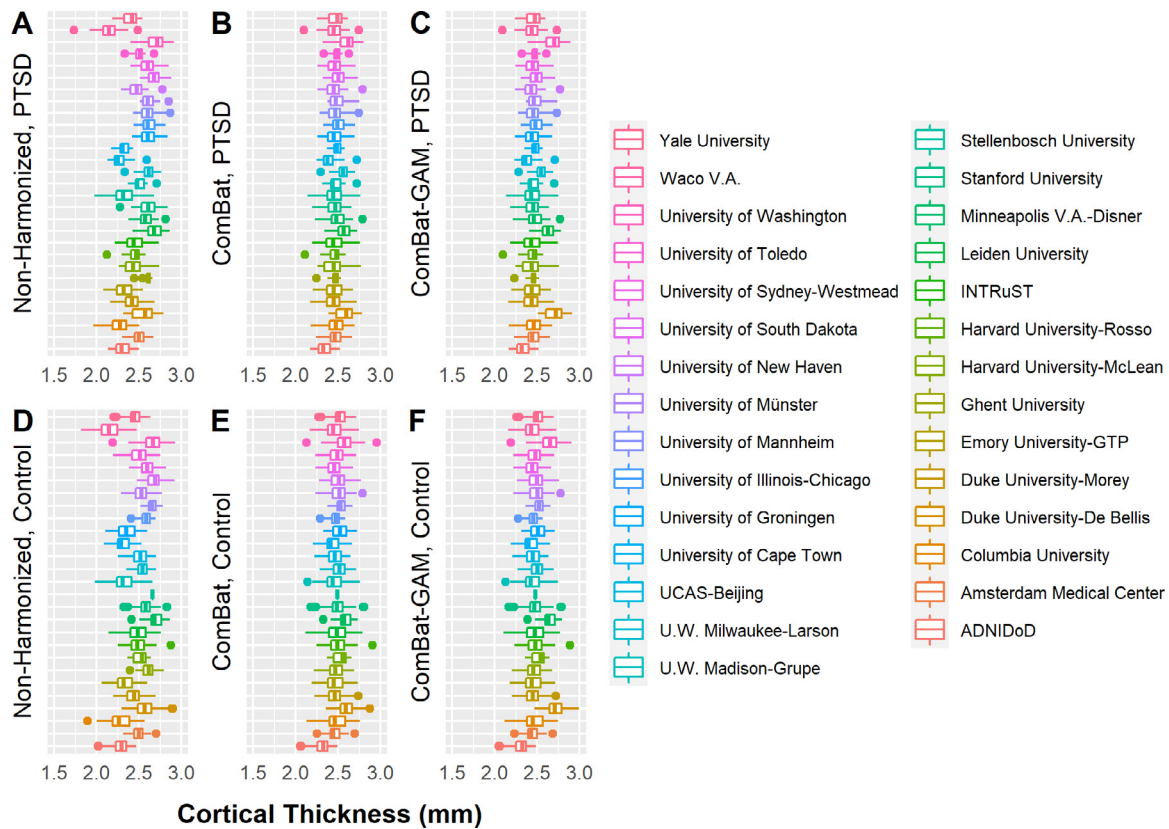 A
B
C
Non-Harmonized, PTSD
ComBat, PTSD
ComBat-GAM, PTSD
1.5 2.0 2.5 3.0
1.5 2.0 2.5 3.0
1.5 2.0 2.5 3.0
D
E
F
Non-Harmonized, Control
ComBat, Control
ComBat-GAM, Control
1.5 2.0 2.5 3.0
1.5 2.0 2.5 3.0
1.5 2.0 2.5 3.0
Cortical Thickness (mm)
Yale University
Waco V.A.
University of Washington
University of Toledo
University of Sydney-Westmead
University of South Dakota
University of New Haven
University of Münster
University of Mannheim
University of Illinois-Chicago
University of Groningen
University of Cape Town
UCAS-Beijing
U.W. Milwaukee-Larson
U.W. Madison-Grupe
Stellenbosch University
Stanford University
Minneapolis V.A.-Disner
Leiden University
INTRuST
Harvard University-Rosso
Harvard University-McLean
Ghent University
Emory University-GTP
Duke University-Morey
Duke University-De Bellis
Columbia University
Amsterdam Medical Center
ADNIDoD